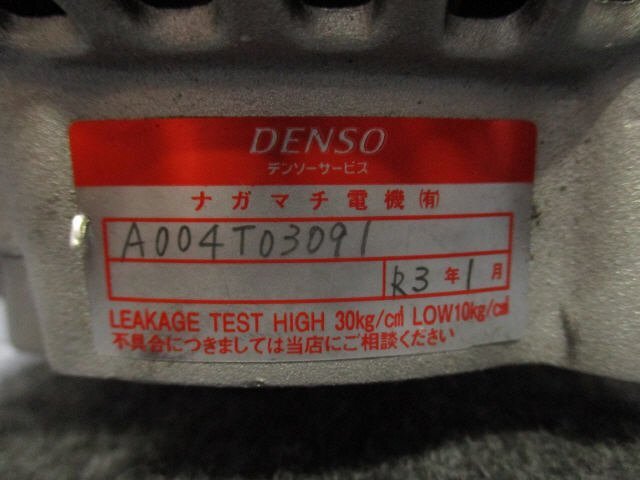 DENSO
デンソーサービス
ナガマチ電機㈲
A004T03091
R3年1月
LEAKAGE TEST HIGH 30kg/c㎡ LOW10kg/c㎡
不具合につきましては当店にご相談ください